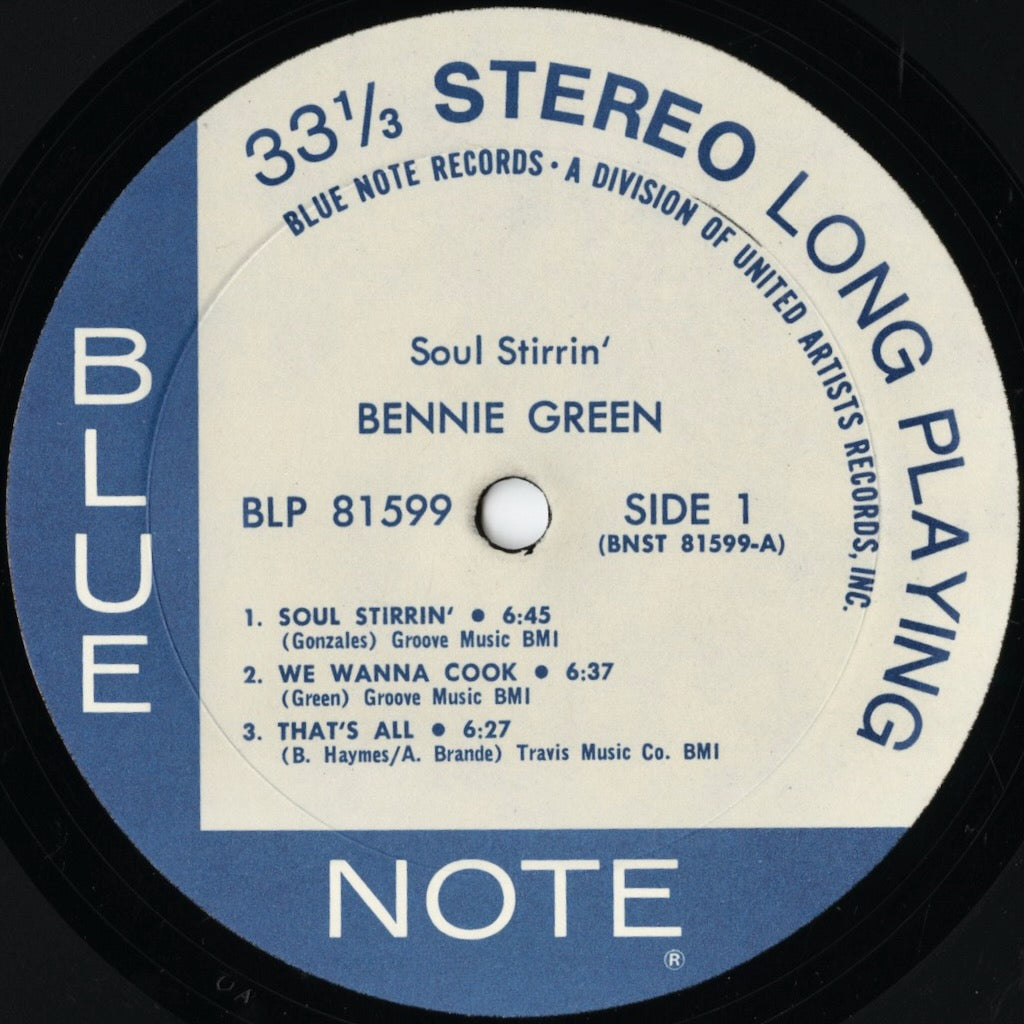 33⅓ STEREO LONG PLAYING
BLUE NOTE RECORDS • A DIVISION OF UNITED ARTISTS RECORDS, INC.
Soul Stirrin'
BENNIE GREEN
BLP 81599
SIDE 1
(BNST 81599-A)
1. SOUL STIRRIN' • 6:45
(Gonzales) Groove Music BMI
2. WE WANNA COOK • 6:37
(Green) Groove Music BMI
3. THAT'S ALL • 6:27
(B. Haymes/A. Brande) Travis Music Co. BMI
BLUE
NOTE
®
UA